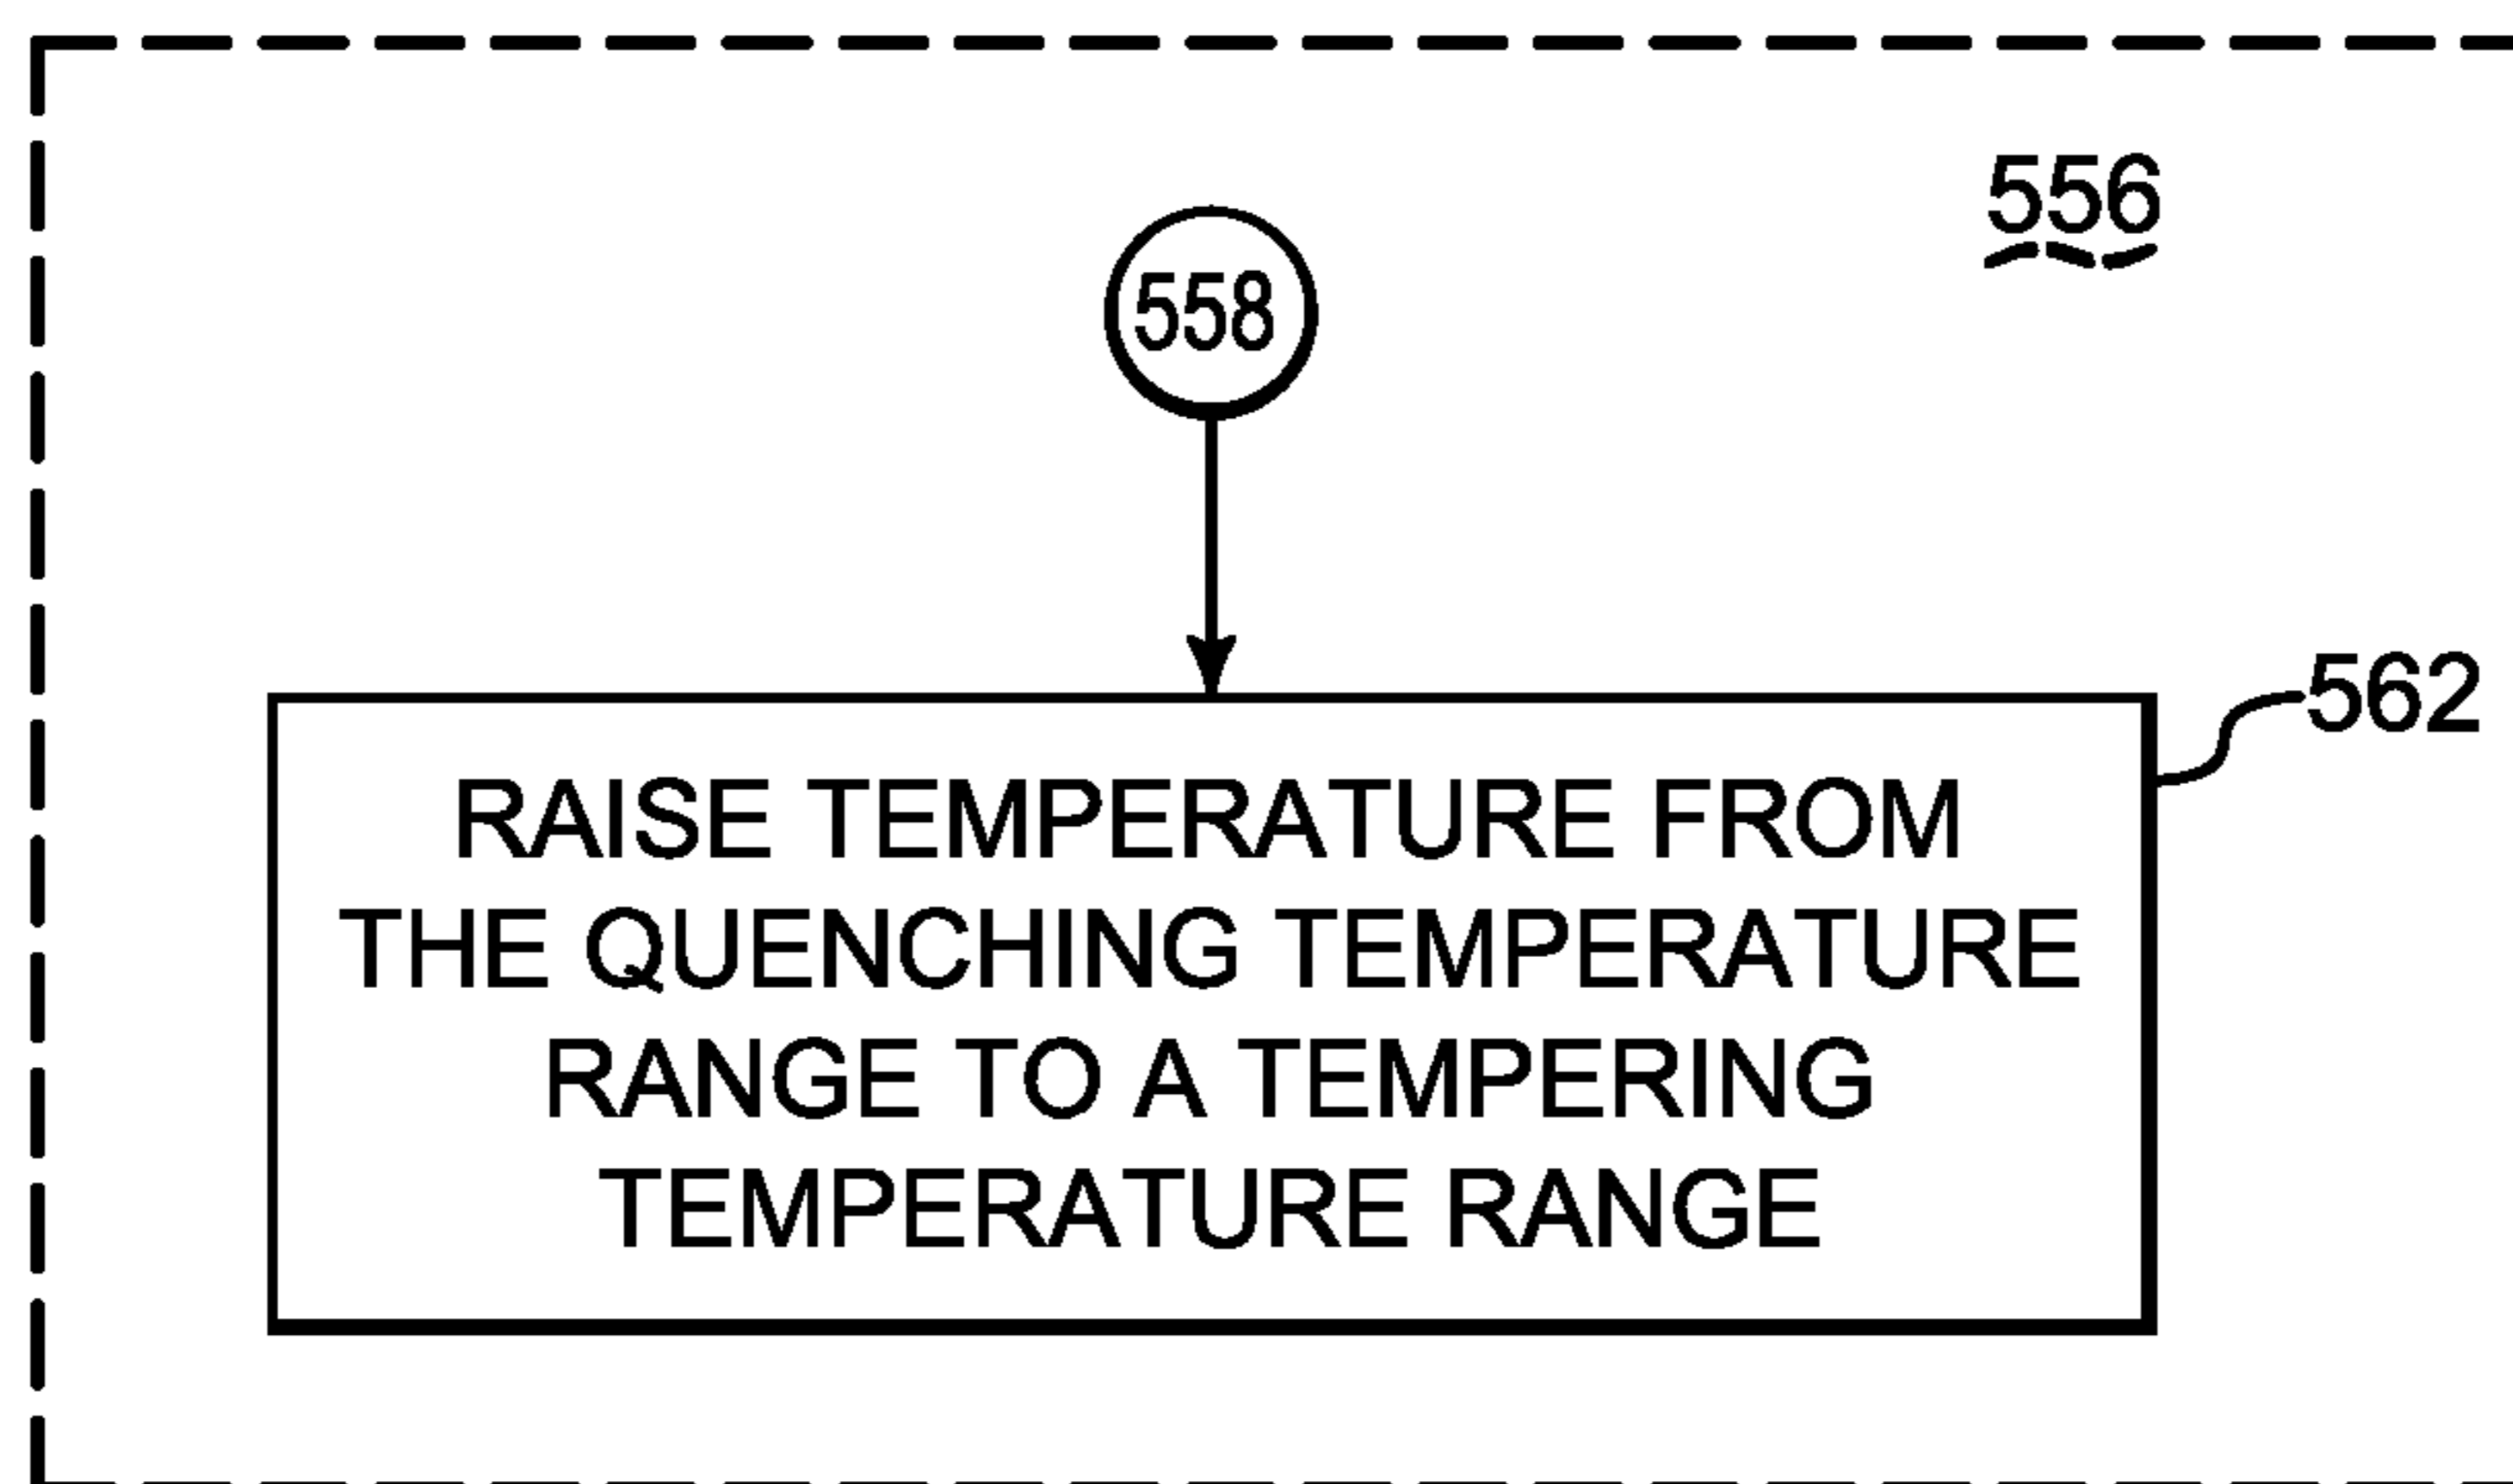 556
558
562
RAISE TEMPERATURE FROM
THE QUENCHING TEMPERATURE
RANGE TO A TEMPERING
TEMPERATURE RANGE